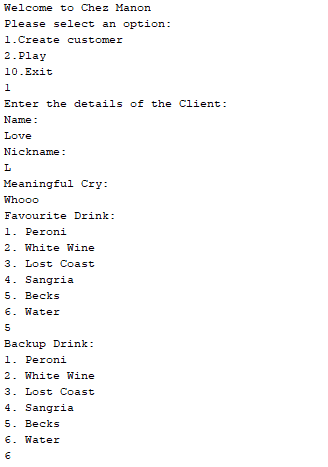 Welcome to Chez Manon
Please select an option:
1.Create customer
2.Play
10.Exit
1
Enter the details of the Client:
Name:
Love
Nickname:
L
Meaningful Cry:
Whooo
Favourite Drink:
1. Peroni
2. White Wine
3. Lost Coast
4. Sangria
5. Becks
6. Water
5
Backup Drink:
1. Peroni
2. White Wine
3. Lost Coast
4. Sangria
5. Becks
6. Water
6